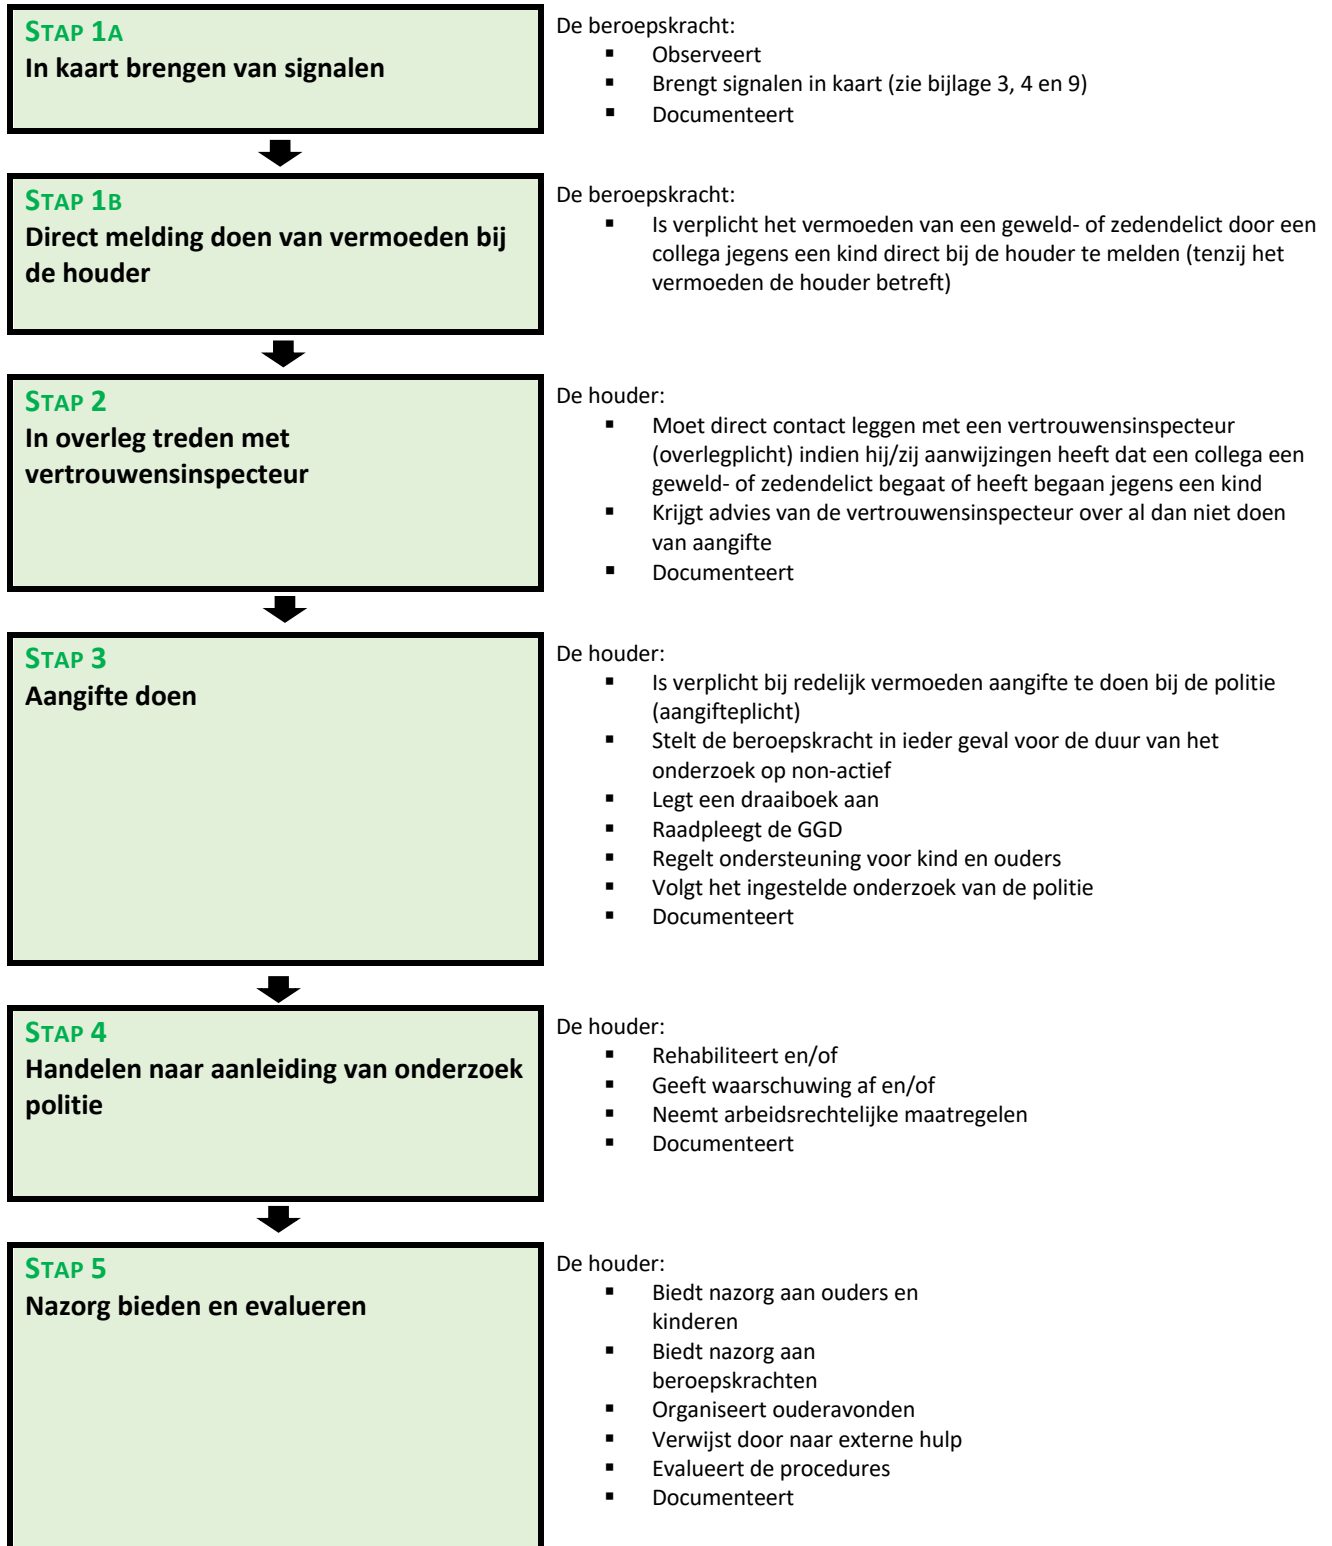 STAP 1A
In kaart brengen van signalen
De beroepskracht:
▪ Observeert
▪ Brengt signalen in kaart (zie bijlage 3, 4 en 9)
▪ Documenteert
STAP 1B
Direct melding doen van vermoeden bij
de houder
De beroepskracht:
▪ Is verplicht het vermoeden van een geweld- of zedendelict door een
collega jegens een kind direct bij de houder te melden (tenzij het
vermoeden de houder betreft)
STAP 2
In overleg treden met
vertrouwensinspecteur
De houder:
▪ Moet direct contact leggen met een vertrouwensinspecteur
(overlegplicht) indien hij/zij aanwijzingen heeft dat een collega een
geweld- of zedendelict begaat of heeft begaan jegens een kind
▪ Krijgt advies van de vertrouwensinspecteur over al dan niet doen
van aangifte
▪ Documenteert
STAP 3
Aangifte doen
De houder:
▪ Is verplicht bij redelijk vermoeden aangifte te doen bij de politie
(aangifteplicht)
▪ Stelt de beroepskracht in ieder geval voor de duur van het
onderzoek op non-actief
▪ Legt een draaiboek aan
▪ Raadpleegt de GGD
▪ Regelt ondersteuning voor kind en ouders
▪ Volgt het ingestelde onderzoek van de politie
▪ Documenteert
STAP 4
Handelen naar aanleiding van onderzoek
politie
De houder:
▪ Rehabiliteert en/of
▪ Geeft waarschuwing af en/of
▪ Neemt arbeidsrechtelijke maatregelen
▪ Documenteert
STAP 5
Nazorg bieden en evalueren
De houder:
▪ Biedt nazorg aan ouders en
kinderen
▪ Biedt nazorg aan
beroepskrachten
▪ Organiseert ouderavonden
▪ Verwijst door naar externe hulp
▪ Evalueert de procedures
▪ Documenteert